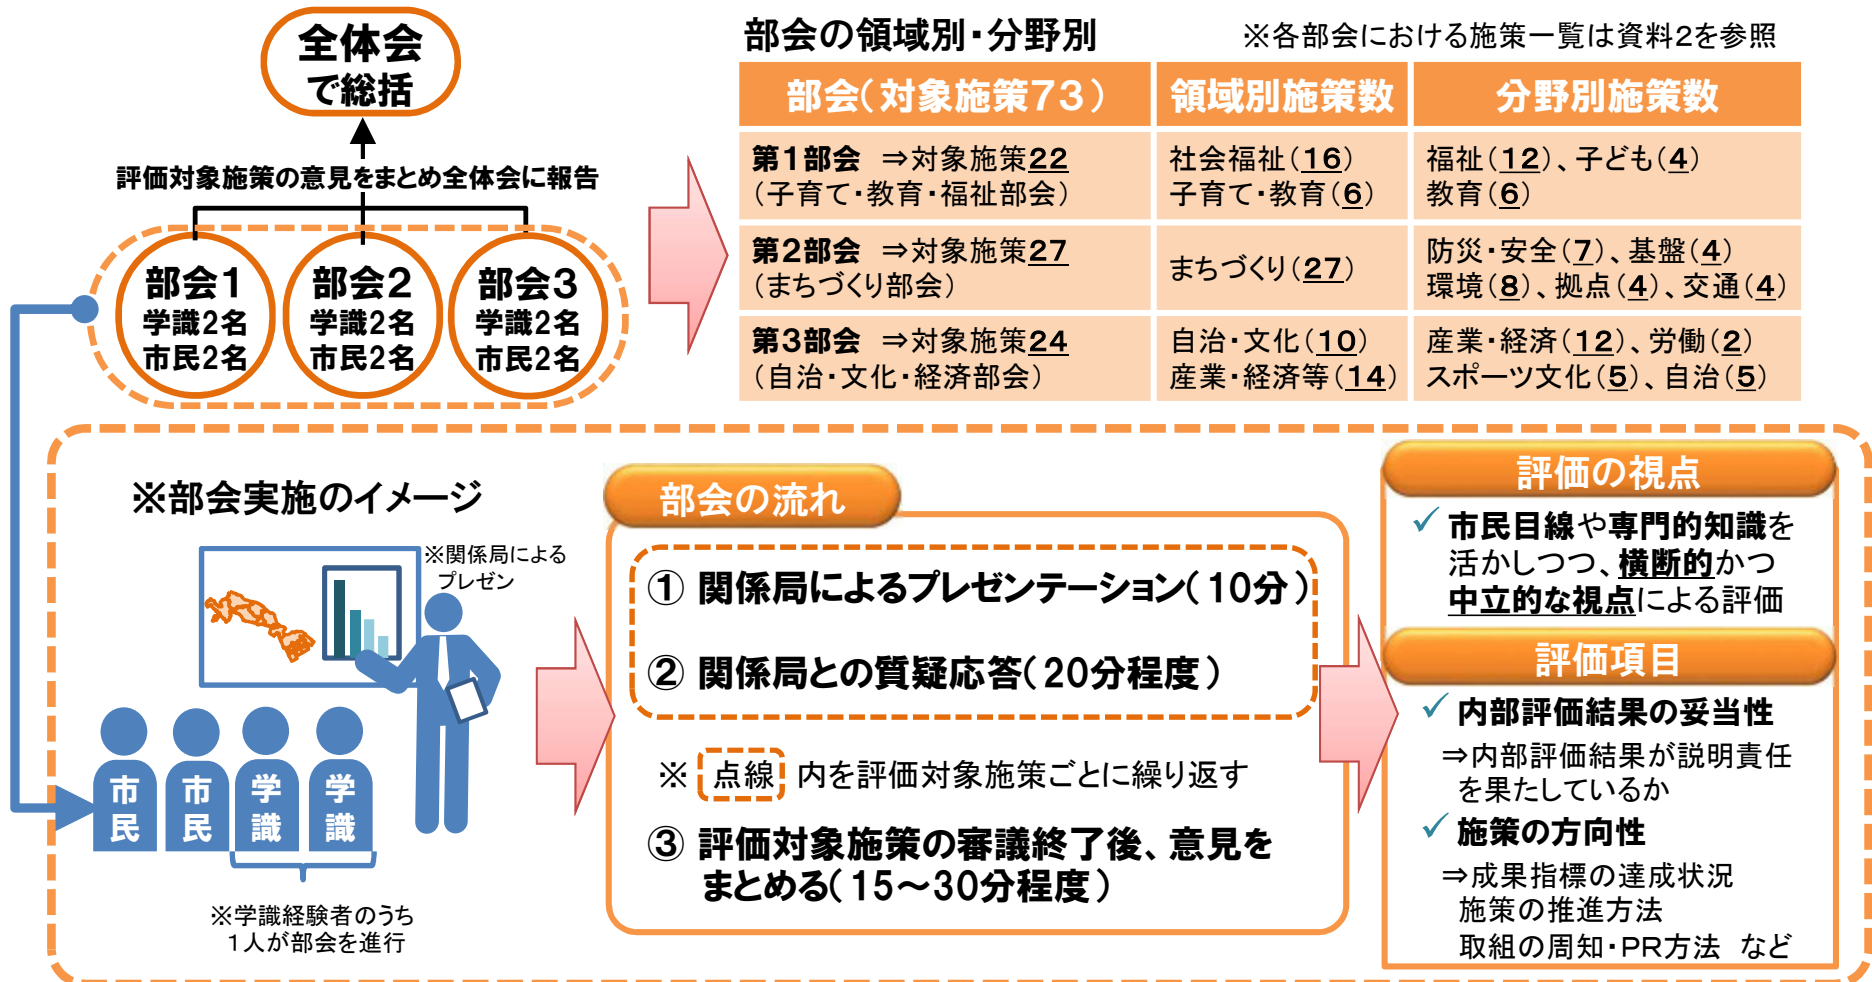 全体会
で総括
評価対象施策の意見をまとめ全体会に報告
部会1
学識2名
市民2名
部会2
学識2名
市民2名
部会3
学識2名
市民2名
部会の領域別・分野別
※各部会における施策一覧は資料2を参照
部会(対象施策73)
領域別施策数
分野別施策数
第1部会 ⇒対象施策22
(子育て・教育・福祉部会)
社会福祉(16)
子育て・教育(6)
福祉(12)、子ども(4)
教育(6)
第2部会 ⇒対象施策27
(まちづくり部会)
まちづくり(27)
防災・安全(7)、基盤(4)
環境(8)、拠点(4)、交通(4)
第3部会 ⇒対象施策24
(自治・文化・経済部会)
自治・文化(10)
産業・経済等(14)
産業・経済(12)、労働(2)
スポーツ文化(5)、自治(5)
※部会実施のイメージ
※関係局による
プレゼン
市民
市民
学識
学識
※学識経験者のうち
1人が部会を進行
部会の流れ
① 関係局によるプレゼンテーション(10分)
② 関係局との質疑応答(20分程度)
※ 点線 内を評価対象施策ごとに繰り返す
③ 評価対象施策の審議終了後、意見を
まとめる(15~30分程度)
評価の視点
✓ 市民目線や専門的知識を
活かしつつ、横断的かつ
中立的な視点による評価
評価項目
✓ 内部評価結果の妥当性
⇒内部評価結果が説明責任
を果たしているか
✓ 施策の方向性
⇒成果指標の達成状況
施策の推進方法
取組の周知・PR方法 など